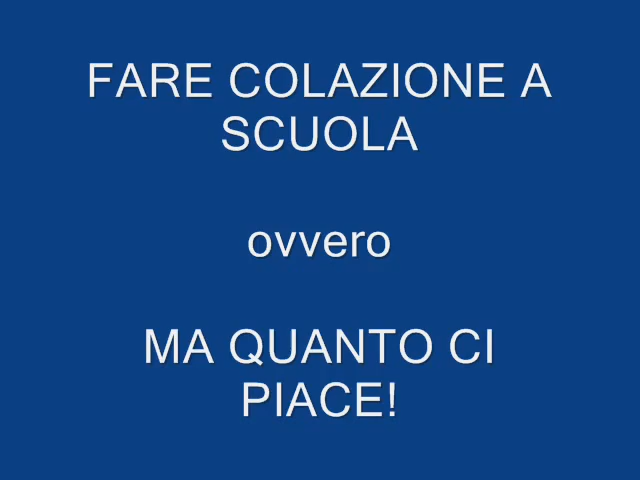 FARE COLAZIONE A
SCUOLA
ovvero
MA QUANTO CI
PIACE!